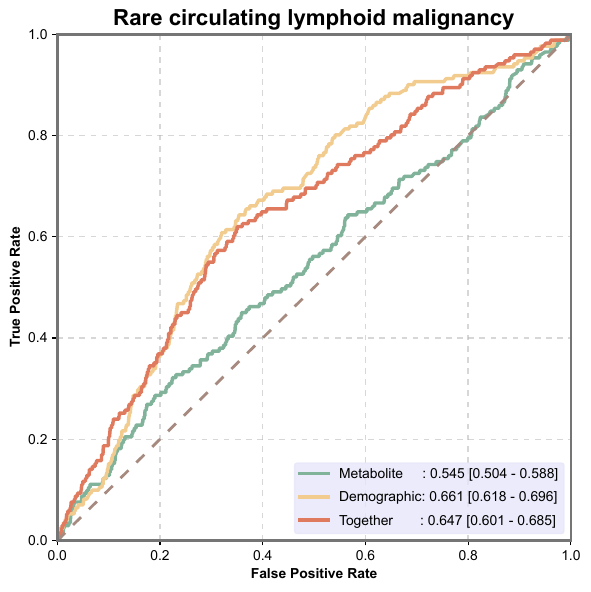 Rare circulating lymphoid malignancy
1.0
0.8
0.6
0.4
0.2
0.0
True Positive Rate
Metabolite : 0.545 [0.504 - 0.588]
Demographic: 0.661 [0.618 - 0.696]
Together : 0.647 [0.601 - 0.685]
0.0 0.2 0.4 0.6 0.8 1.0
False Positive Rate